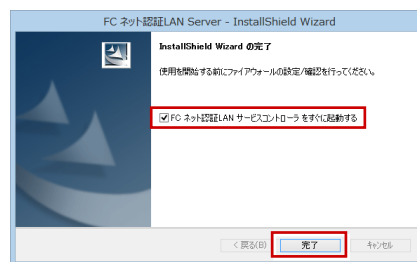 FC ネット認証LAN Server - InstallShield Wizard
InstallShield Wizard の完了
使用を開始する前にファイアウォールの設定/確認を行ってください。
FC ネット認証LAN サービスコントローラ をすぐに起動する
< 戻る(B)
完了
キャンセル